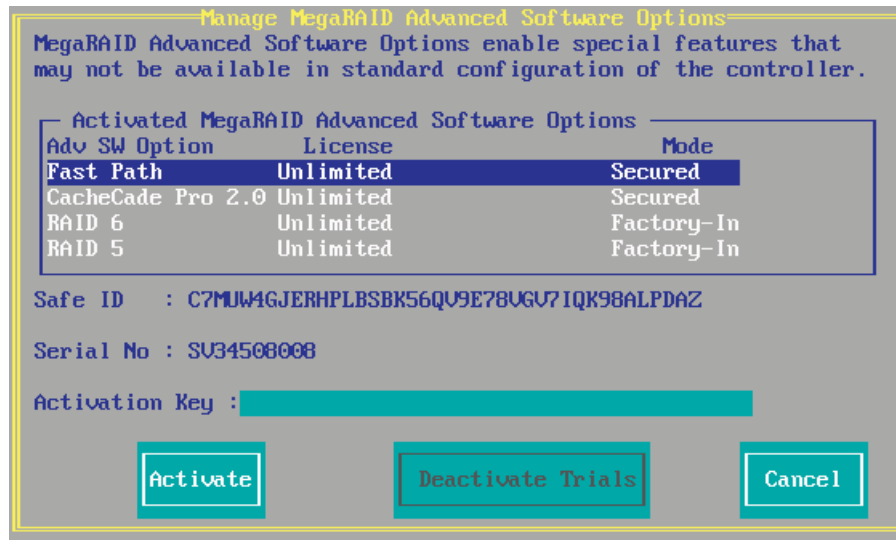 Manage MegaRAID Advanced Software Options
MegaRAID Advanced Software Options enable special features that
may not be available in standard configuration of the controller.
Activated MegaRAID Advanced Software Options
Adv SW Option License Mode
Fast Path Unlimited Secured
CacheCade Pro 2.0 Unlimited Secured
RAID 6 Unlimited Factory-In
RAID 5 Unlimited Factory-In
Safe ID : C7MUW4GJERHPLBSBK56QV9E78VGV7IQK98ALPDAZ
Serial No : SV34508008
Activation Key :
Activate Deactivate Trials Cancel